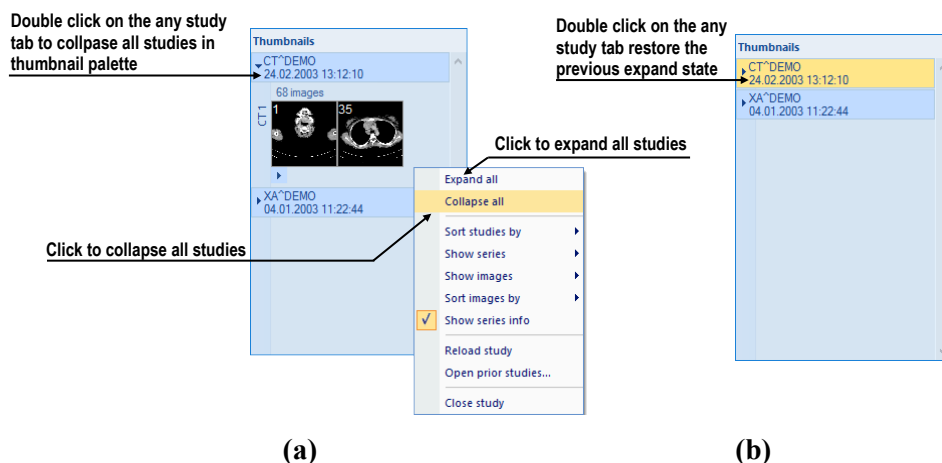 Double click on the any study
tab to collpase all studies in
thumbnail palette
Thumbnails
CT^DEMO
24.02.2003 13:12:10
68 images
CT1
1
35
XA^DEMO
04.01.2003 11:22:44
Click to expand all studies
Click to collapse all studies
Expand all
Collapse all
Sort studies by
Show series
Show images
Sort images by
Show series info
Reload study
Open prior studies...
Close study
(a)
Double click on the any
study tab restore the
previous expand state
Thumbnails
CT^DEMO
24.02.2003 13:12:10
XA^DEMO
04.01.2003 11:22:44
(b)